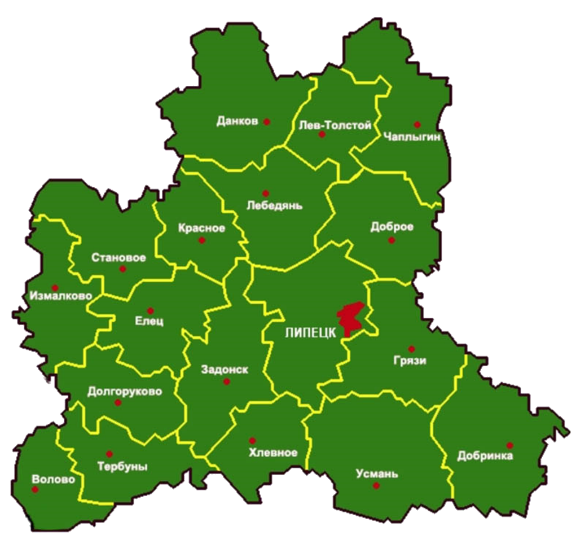 Данков
Лев-Толстой
Чаплыгин
Лебедянь
Красное
Доброе
Становое
Измалково
Елец
ЛИПЕЦК
Грязи
Задонск
Долгоруково
Хлевное
Добринка
Тербуны
Усмань
Волово